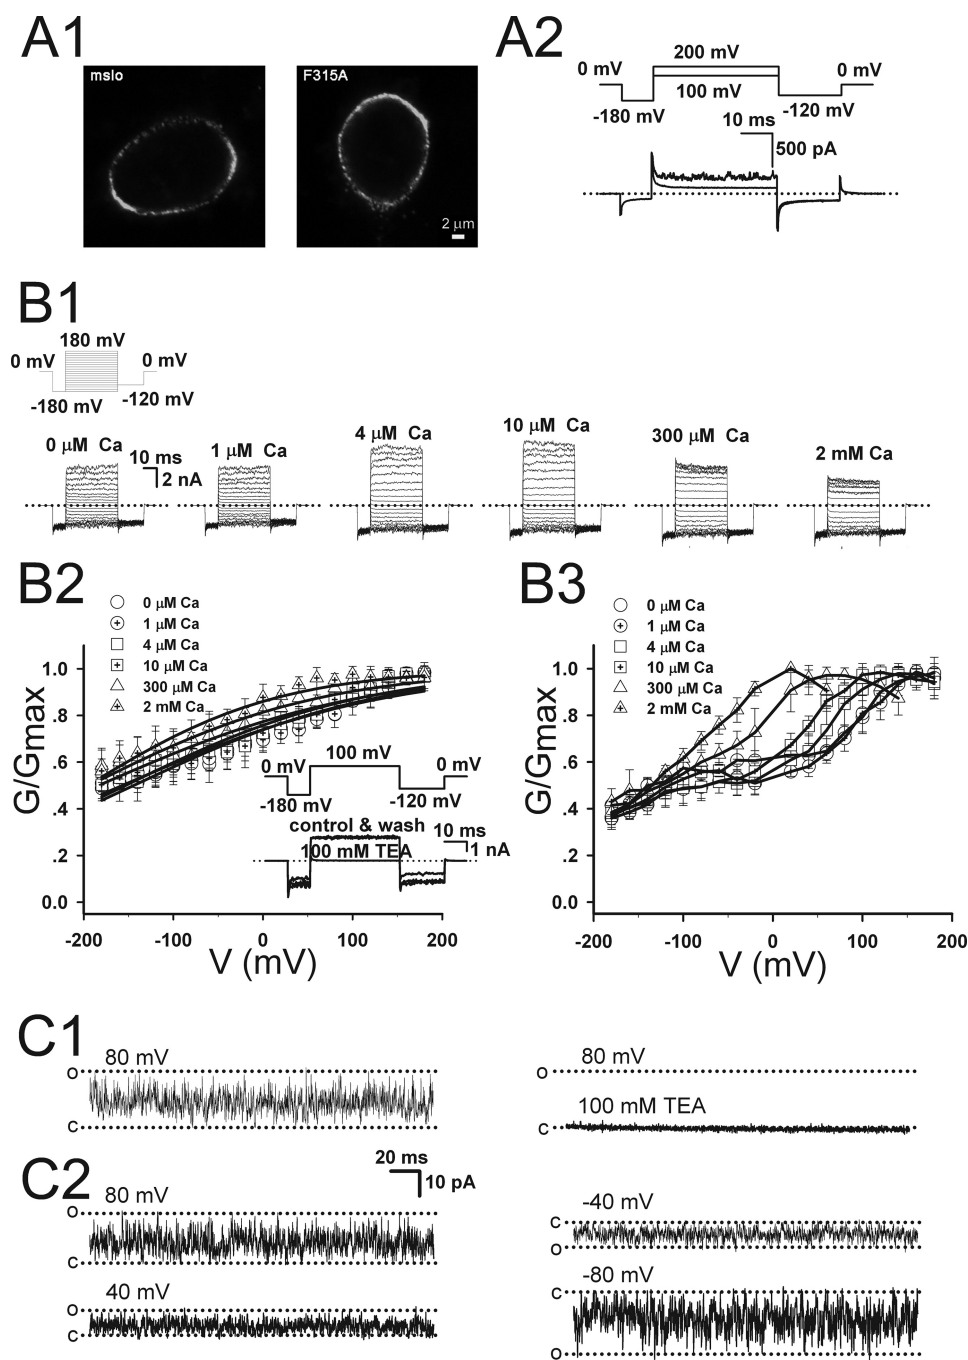 A1
mslo
F315A
2 μm
A2
200 mV
0 mV
0 mV
100 mV
-180 mV
-120 mV
10 ms
500 pA
B1
180 mV
0 mV
0 mV
-180 mV
-120 mV
0 μM Ca
10 ms
2 nA
1 μM Ca
4 μM Ca
10 μM Ca
300 μM Ca
2 mM Ca
B2
0 μM Ca
1 μM Ca
4 μM Ca
10 μM Ca
300 μM Ca
2 mM Ca
G/Gmax
1.0
.8
.6
.4
.2
0.0
100 mV
0 mV
0 mV
-180 mV
-120 mV
control & wash
10 ms
1 nA
100 mM TEA
-200
-100
0
100
200
V (mV)
B3
0 μM Ca
1 μM Ca
4 μM Ca
10 μM Ca
300 μM Ca
2 mM Ca
G/Gmax
1.0
.8
.6
.4
.2
0.0
-200
-100
0
100
200
V (mV)
C1
80 mV
O
C
80 mV
O
100 mM TEA
C
C2
20 ms
10 pA
80 mV
O
C
40 mV
O
C
-40 mV
C
O
-80 mV
C
O